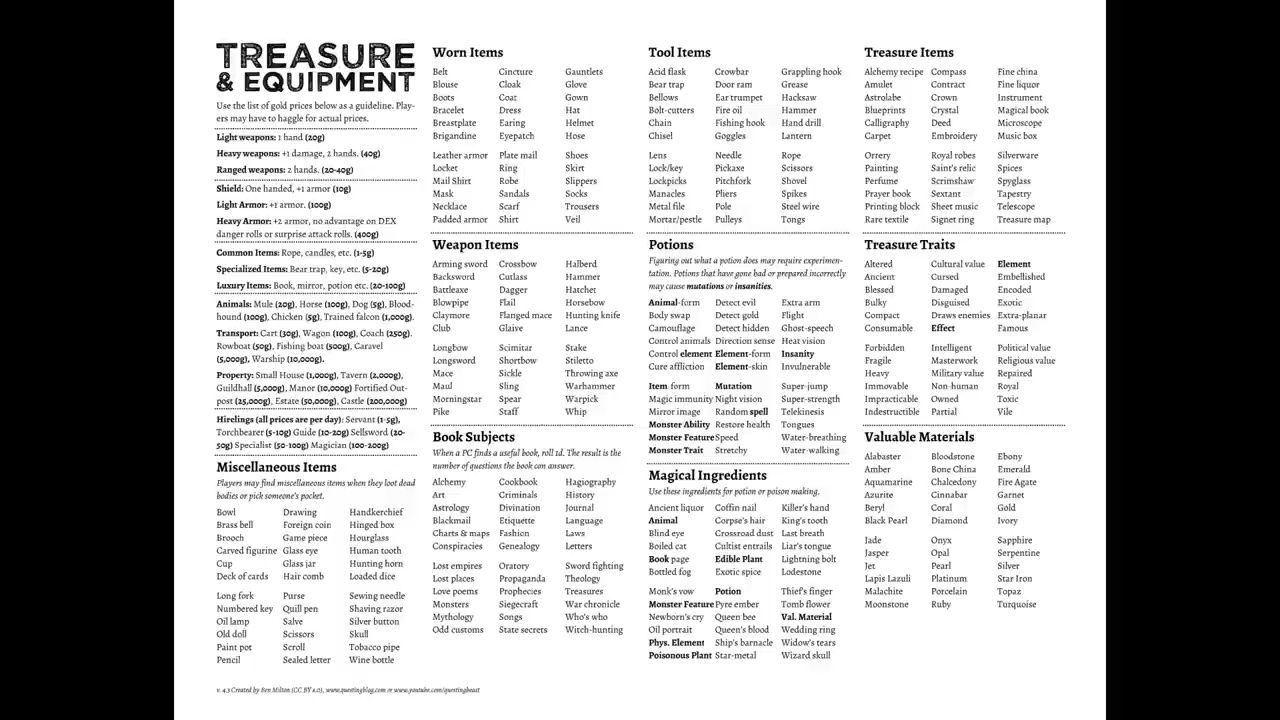 TREASURE
& EQUIPMENT
Use the list of gold prices below as a guideline. Play-
ers may have to haggle for actual prices.
Light weapons: 1 hand (20g)
Heavy weapons: +1 damage, 2 hands. (40g)
Ranged weapons: 2 hands. (20-40g)
Shield: One handed, +1 armor (10g)
Light Armor: +1 armor. (100g)
Heavy Armor: +2 armor, no advantage on DEX
danger rolls or surprise attack rolls. (400g)
Common Items: Rope, candles, etc. (1-5g)
Specialized Items: Bear trap, key, etc. (5-20g)
Luxury Items: Book, mirror, potion etc. (20-100g)
Animals: Mule (20g), Horse (100g), Dog (5g), Blood-
hound (100g), Chicken (5g), Trained falcon (1,000g).
Transport: Cart (30g), Wagon (100g), Coach (250g).
Rowboat (50g), Fishing boat (500g), Caravel
(5,000g), Warship (10,000g).
Property: Small House (1,000g), Tavern (2,000g),
Guildhall (5,000g), Manor (10,000g) Fortified Out-
post (25,000g), Estate (50,000g), Castle (200,000g)
Hirelings (all prices are per day): Servant (1-5g),
Torchbearer (5-10g) Guide (10-20g) Sellsword (20-
50g) Specialist (50-100g) Magician (100-200g)
Miscellaneous Items
Players may find miscellaneous items when they loot dead
bodies or pick someone's pocket.
Bowl Drawing Handkerchief
Brass bell Foreign coin Hinged box
Brooch Game piece Hourglass
Carved figurine Glass eye Human tooth
Cup Glass jar Hunting horn
Deck of cards Hair comb Loaded dice
Long fork Purse Sewing needle
Numbered key Quill pen Shaving razor
Oil lamp Salve Silver button
Old doll Scissors Skull
Paint pot Scroll Tobacco pipe
Pencil Sealed letter Wine bottle
Worn Items
Belt Cincture Gauntlets
Blouse Cloak Glove
Boots Coat Gown
Bracelet Dress Hat
Breastplate Earing Helmet
Brigandine Eyepatch Hose
Leather armor Plate mail Shoes
Locket Ring Skirt
Mail Shirt Robe Slippers
Mask Sandals Socks
Necklace Scarf Trousers
Padded armor Shirt Veil
Weapon Items
Arming sword Crossbow Halberd
Backsword Cutlass Hammer
Battleaxe Dagger Hatchet
Blowpipe Flail Horsebow
Claymore Flanged mace Hunting knife
Club Glaive Lance
Longbow Scimitar Stake
Longsword Shortbow Stiletto
Mace Sickle Throwing axe
Maul Sling Warhammer
Morningstar Spear Warpick
Pike Staff Whip
Book Subjects
When a PC finds a useful book, roll 1d. The result is the
number of questions the book can answer.
Alchemy Cookbook Hagiography
Art Criminals History
Astrology Divination Journal
Blackmail Etiquette Language
Charts & maps Fashion Laws
Conspiracies Genealogy Letters
Lost empires Oratory Sword fighting
Lost places Propaganda Theology
Love poems Prophecies Treasures
Monsters Siegecraft War chronicle
Mythology Songs Who's who
Odd customs State secrets Witch-hunting
Tool Items
Acid flask Crowbar Grappling hook
Bear trap Door ram Grease
Bellows Ear trumpet Hacksaw
Bolt-cutters Fire oil Hammer
Chain Fishing hook Hand drill
Chisel Goggles Lantern
Lens Needle Rope
Lock/key Pickaxe Scissors
Lockpicks Pitchfork Shovel
Manacles Pliers Spikes
Metal file Pole Steel wire
Mortar/pestle Pulleys Tongs
Potions
Figuring out what a potion does may require experimen-
tation. Potions that have gone bad or prepared incorrectly
may cause mutations or insanities.
Animal-form Detect evil Extra arm
Body swap Detect gold Flight
Camouflage Detect hidden Ghost-speech
Control animals Direction sense Heat vision
Control element Element-form Insanity
Cure affliction Element-skin Invulnerable
Item-form Mutation Super-jump
Magic immunity Night vision Super-strength
Mirror image Random spell Telekinesis
Monster Ability Restore health Tongues
Monster Feature Speed Water-breathing
Monster Trait Stretchy Water-walking
Magical Ingredients
Use these ingredients for potion or poison making.
Ancient liquor Coffin nail Killer's hand
Animal Corpse's hair King's tooth
Blind eye Crossroad dust Last breath
Boiled cat Cultist entrails Liar's tongue
Book page Edible Plant Lightning bolt
Bottled fog Exotic spice Lodestone
Monk's vow Potion Thief's finger
Monster Feature Pyre ember Tomb flower
Newborn's cry Queen bee Val. Material
Oil portrait Queen's blood Wedding ring
Phys. Element Ship's barnacle Widow's tears
Poisonous Plant Star-metal Wizard skull
Treasure Items
Alchemy recipe Compass Fine china
Amulet Contract Fine liquor
Astrolabe Crown Instrument
Blueprints Crystal Magical book
Calligraphy Deed Microscope
Carpet Embroidery Music box
Orrery Royal robes Silverware
Painting Saint's relic Spices
Perfume Scrimshaw Spyglass
Prayer book Sextant Tapestry
Printing block Sheet music Telescope
Rare textile Signet ring Treasure map
Treasure Traits
Altered Cultural value Element
Ancient Cursed Embellished
Blessed Damaged Encoded
Bulky Disguised Exotic
Compact Draws enemies Extra-planar
Consumable Effect Famous
Forbidden Intelligent Political value
Fragile Masterwork Religious value
Heavy Military value Repaired
Immovable Non-human Royal
Impracticable Owned Toxic
Indestructible Partial Vile
Valuable Materials
Alabaster Bloodstone Ebony
Amber Bone China Emerald
Aquamarine Chalcedony Fire Agate
Azurite Cinnabar Garnet
Beryl Coral Gold
Black Pearl Diamond Ivory
Jade Onyx Sapphire
Jasper Opal Serpentine
Jet Pearl Silver
Lapis Lazuli Platinum Star Iron
Malachite Porcelain Topaz
Moonstone Ruby Turquoise
v. 4.3 Created by Ben Milton (CC BY 4.0), www.questingblog.com or www.youtube.com/questingbeast